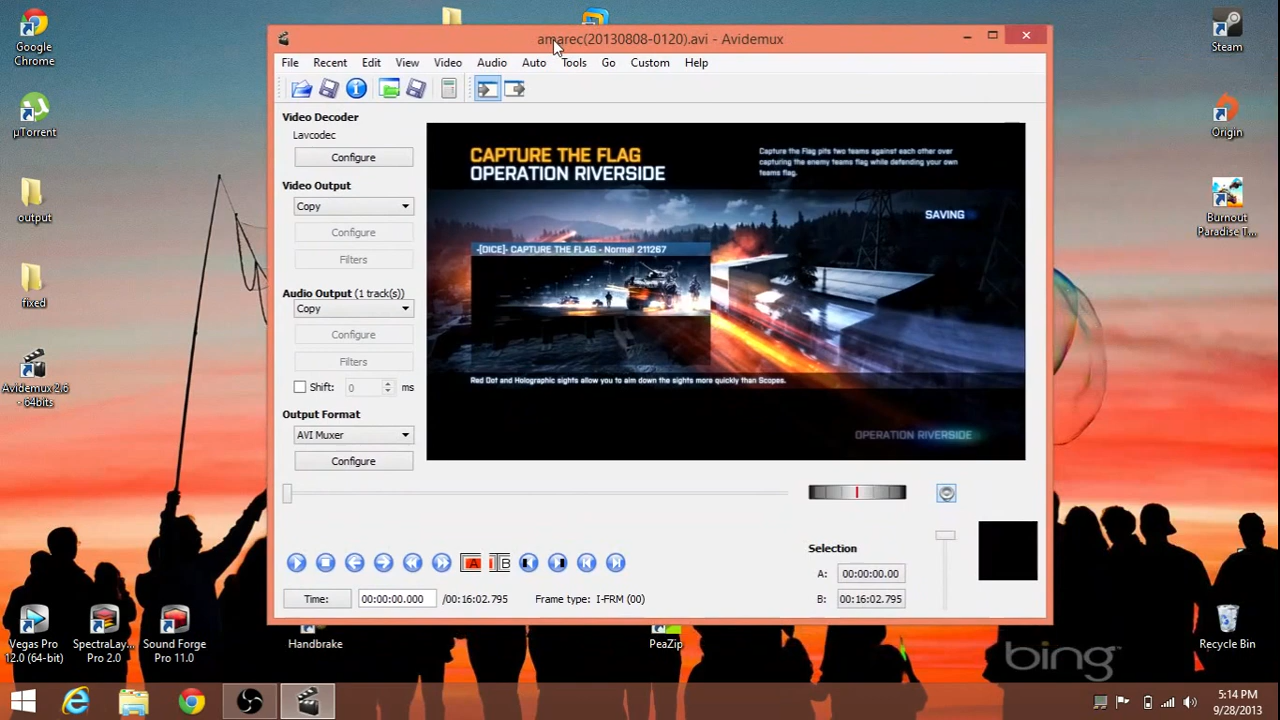 amarec(20130808-0120).avi - Avidemux
File Recent Edit View Video Audio Auto Tools Go Custom Help
Video Decoder
Lavcodec
Configure
Video Output
Copy
Configure
Filters
Audio Output (1 track(s))
Copy
Configure
Filters
Shift: 0 ms
Output Format
AVI Muxer
Configure
CAPTURE THE FLAG
OPERATION RIVERSIDE
Capture the Flag pits two teams against each other over
capturing the enemy teams flag while defending your own
teams flag.
SAVING
-[DICE]- CAPTURE THE FLAG - Normal 211267
Red Dot and Holographic sights allow you to aim down the sights more quickly than Scopes.
OPERATION RIVERSIDE
A B
Selection
A: 00:00:00.00
B: 00:16:02.795
Time: 00:00:00.000 /00:16:02.795 Frame type: I-FRM (00)
Google
Chrome
µTorrent
output
fixed
Avidemux 2.6
- 64bits
Vegas Pro
12.0 (64-bit)
SpectraLay...
Pro 2.0
Sound Forge
Pro 11.0
Handbrake
PeaZip
Steam
Origin
Burnout
Paradise T...
Recycle Bin
bing
5:14 PM
9/28/2013